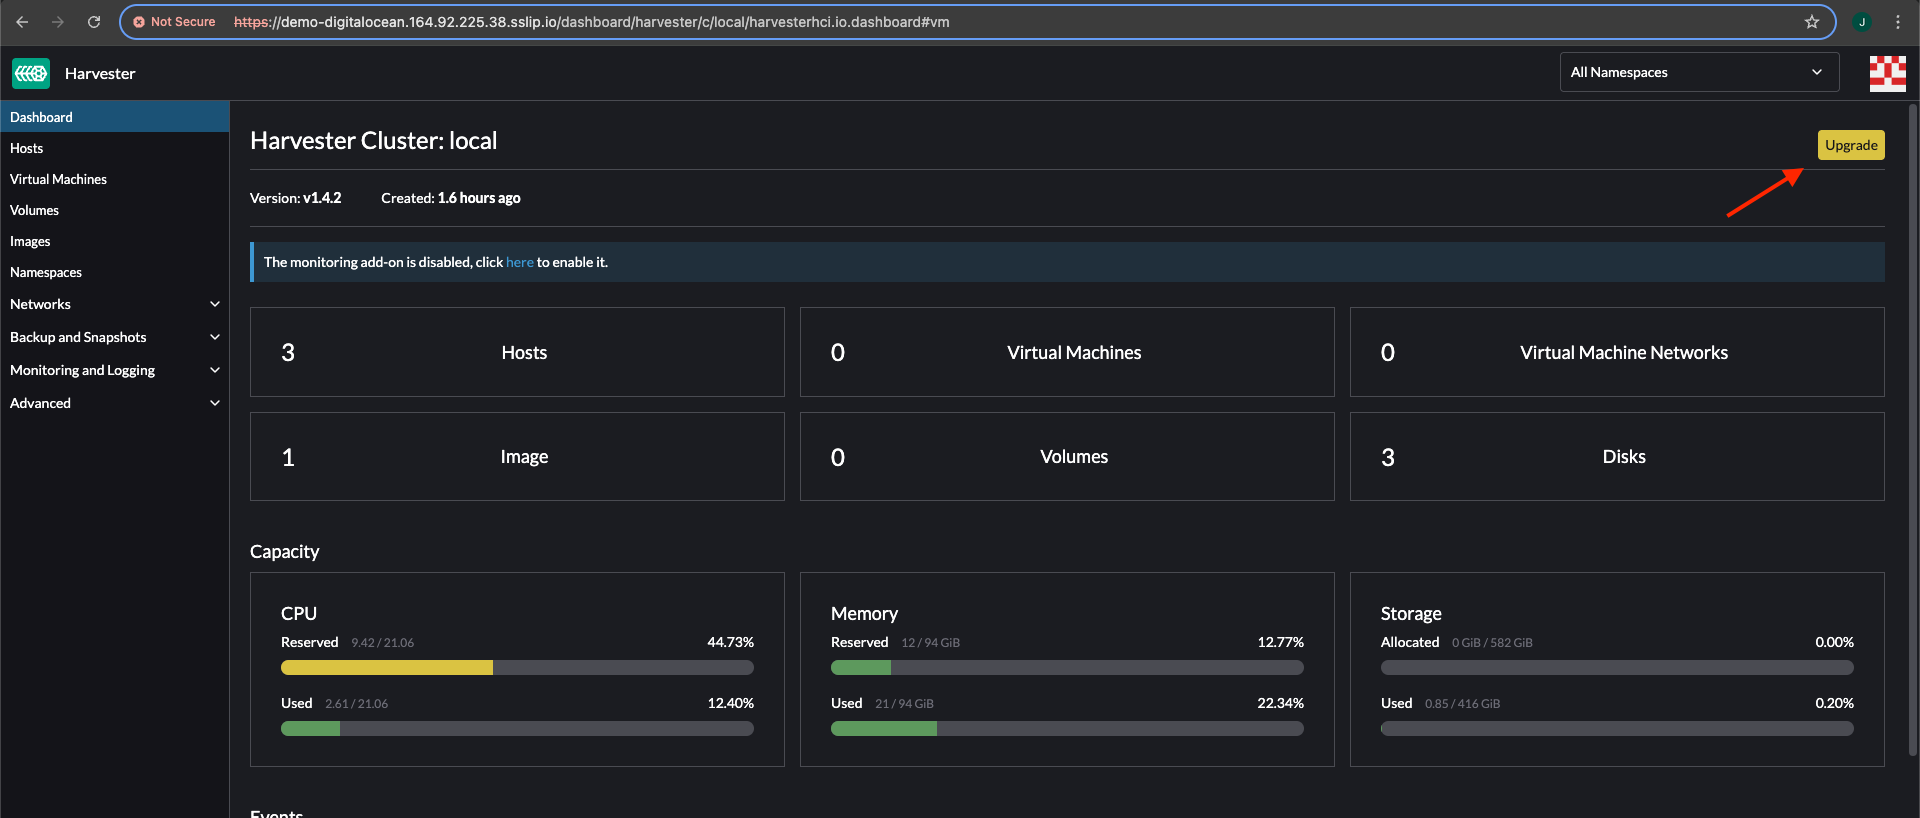 Not Secure https://demo-digitalocean.164.92.225.38.sslip.io/dashboard/harvester/c/local/harvesterhci.io.dashboard#vm J
Harvester All Namespaces
Dashboard
Hosts
Virtual Machines
Volumes
Images
Namespaces
Networks
Backup and Snapshots
Monitoring and Logging
Advanced
Harvester Cluster: local Upgrade
Version: v1.4.2 Created: 1.6 hours ago
The monitoring add-on is disabled, click here to enable it.
3 Hosts 0 Virtual Machines 0 Virtual Machine Networks
1 Image 0 Volumes 3 Disks
Capacity
CPU
Reserved 9.42 / 21.06 44.73%
Used 2.61 / 21.06 12.40%
Memory
Reserved 12 / 94 GiB 12.77%
Used 21 / 94 GiB 22.34%
Storage
Allocated 0 GiB / 582 GiB 0.00%
Used 0.85 / 416 GiB 0.20%
Events